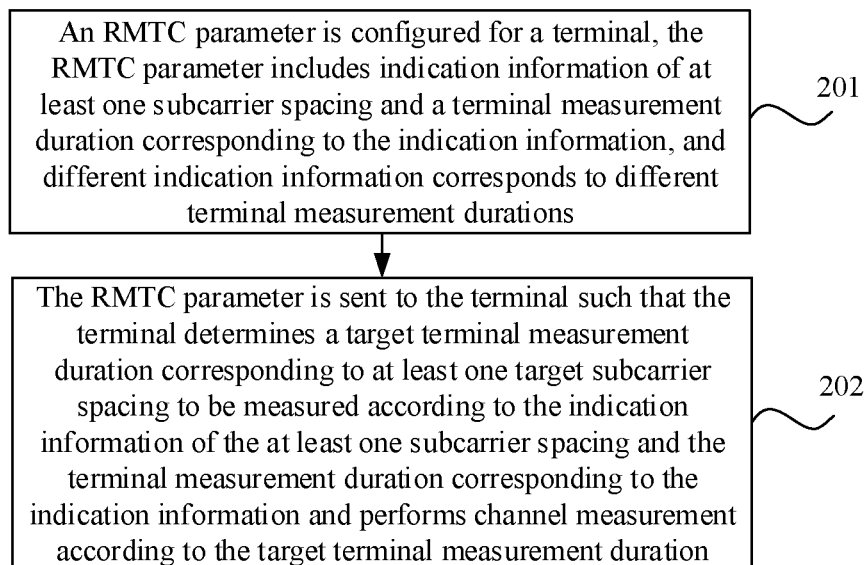 An RMTC parameter is configured for a terminal, the
RMTC parameter includes indication information of at
least one subcarrier spacing and a terminal measurement
duration corresponding to the indication information, and
different indication information corresponds to different
terminal measurement durations
201
The RMTC parameter is sent to the terminal such that the
terminal determines a target terminal measurement
duration corresponding to at least one target subcarrier
spacing to be measured according to the indication
information of the at least one subcarrier spacing and the
terminal measurement duration corresponding to the
indication information and performs channel measurement
according to the target terminal measurement duration
202